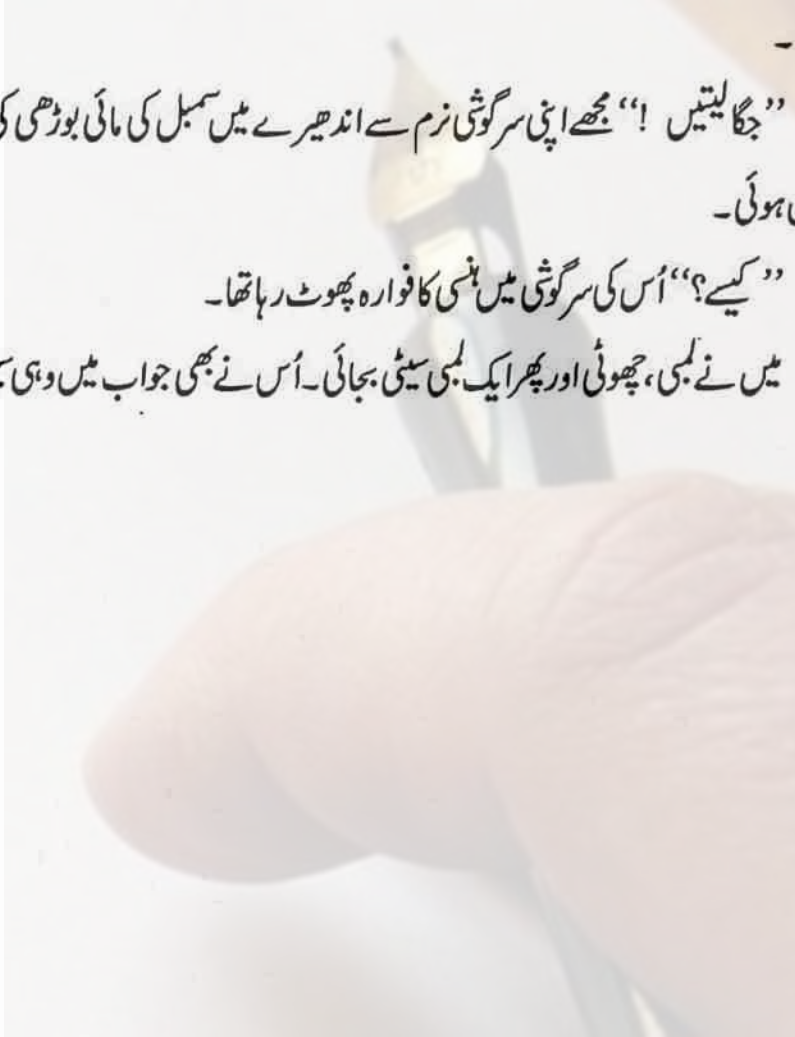 ۔
”جگا لیتیں !“ مجھے اپنی سرگوشی نرم سے اندھیرے میں سمبل کی مائی بوڑھی کی
ہوئی۔
”کیسے؟“ اُس کی سرگوشی میں ہنسی کا فوارہ پھوٹ رہا تھا۔
میں نے لمبی، چھوٹی اور پھر ایک لمبی سیٹی بجائی۔ اُس نے بھی جواب میں وہی